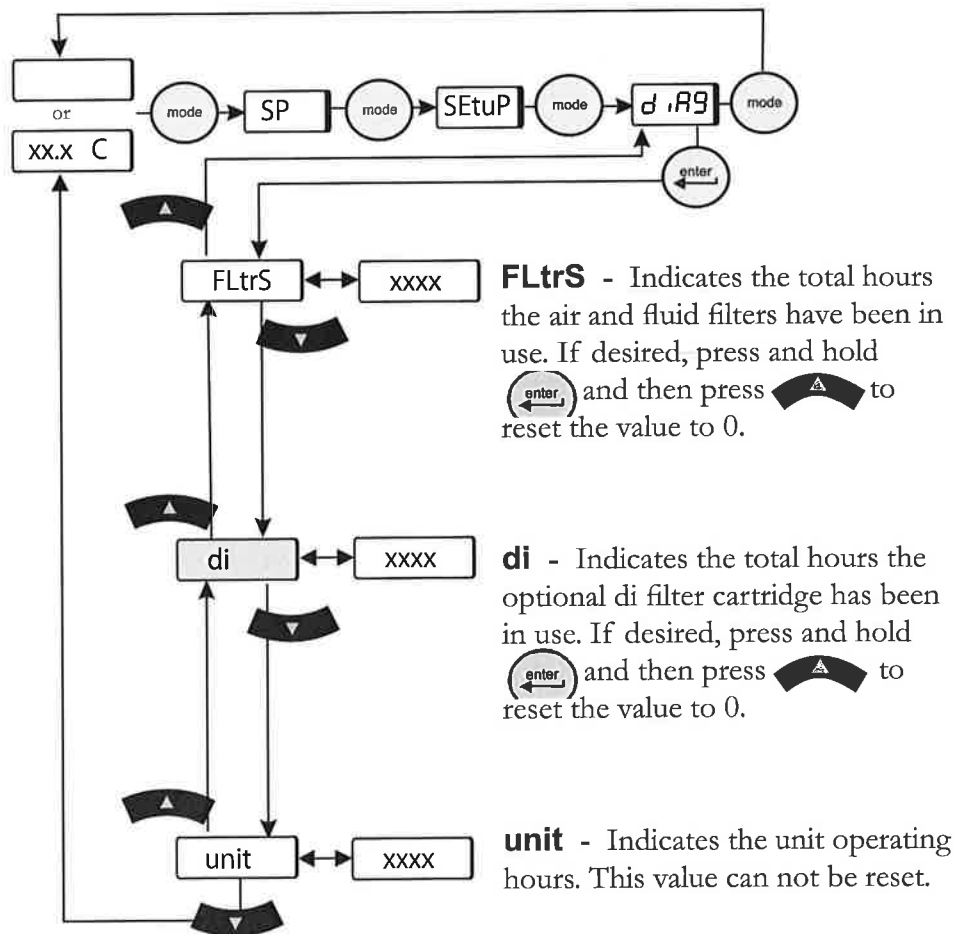 or
xx.x C
mode
SP
mode
SEtuP
mode
diAg
mode
enter
FLtrS
xxxx
FLtrS - Indicates the total hours
the air and fluid filters have been in
use. If desired, press and hold
enter and then press to
reset the value to 0.
di
xxxx
di - Indicates the total hours the
optional di filter cartridge has been
in use. If desired, press and hold
enter and then press to
reset the value to 0.
unit
xxxx
unit - Indicates the unit operating
hours. This value can not be reset.